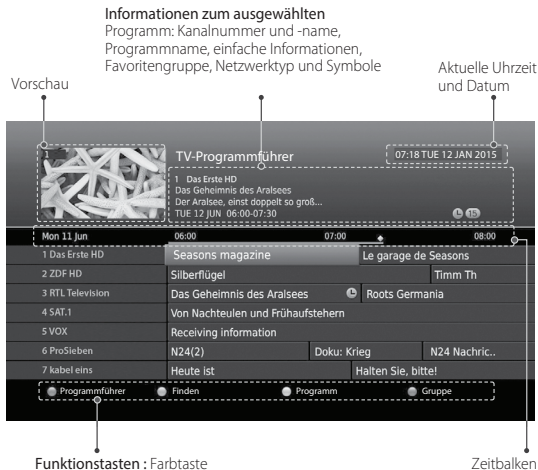 Informationen zum ausgewählten
Programm: Kanalnummer und -name,
Programmname, einfache Informationen,
Favoritengruppe, Netzwerktyp und Symbole
Aktuelle Uhrzeit
und Datum
Vorschau
1
TV-Programmführer
07:18 TUE 12 JAN 2015
1 Das Erste HD
Das Geheimnis des Aralsees
Der Aralsee, einst doppelt so groß...
TUE 12 JUN 06:00-07:30
15
Mon 11 Jun 06:00 07:00 08:00
1 Das Erste HD Seasons magazine Le garage de Seasons
2 ZDF HD Silberflügel Timm Th
3 RTL Television Das Geheimnis des Aralsees Roots Germania
4 SAT.1 Von Nachteulen und Frühaufstehern
5 VOX Receiving information
6 ProSieben N24(2) Doku: Krieg N24 Nachric..
7 kabel eins Heute ist Halten Sie, bitte!
Programmführer Finden Programm Gruppe
Funktionstasten : Farbtaste
Zeitbalken